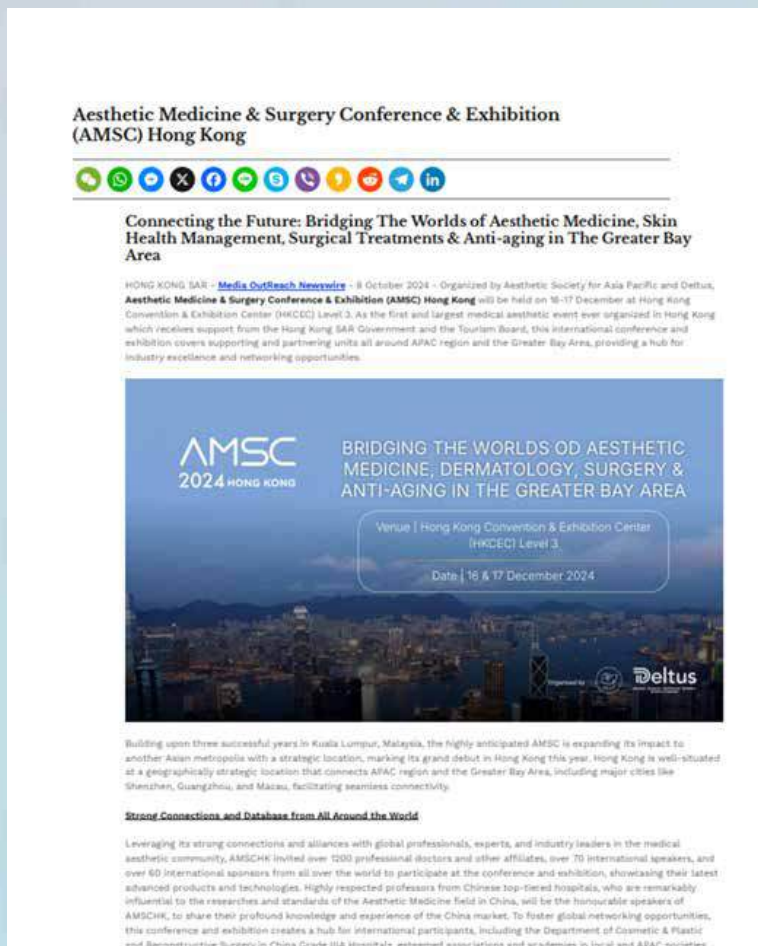 Aesthetic Medicine & Surgery Conference & Exhibition
(AMSC) Hong Kong
Connecting the Future: Bridging The Worlds of Aesthetic Medicine, Skin
Health Management, Surgical Treatments & Anti-aging in The Greater Bay
Area
HONG KONG SAR - Media OutReach Newswire - 8 October 2024 - Organized by Aesthetic Society for Asia Pacific and Deltus,
Aesthetic Medicine & Surgery Conference & Exhibition (AMSC) Hong Kong will be held on 16-17 December at Hong Kong
Convention & Exhibition Center (HKCEC) Level 3. As the first and largest medical aesthetic event ever organized in Hong Kong
which receives support from the Hong Kong SAR Government and the Tourism Board, this international conference and
exhibition covers supporting and partnering units all around APAC region and the Greater Bay Area, providing a hub for
industry excellence and networking opportunities.
AMSC
2024 HONG KONG
BRIDGING THE WORLDS OD AESTHETIC
MEDICINE, DERMATOLOGY, SURGERY &
ANTI-AGING IN THE GREATER BAY AREA
Venue | Hong Kong Convention & Exhibition Center
(HKCEC) Level 3
Date | 16 & 17 December 2024
Organized by
Deltus
Building upon three successful years in Kuala Lumpur, Malaysia, the highly anticipated AMSC is expanding its impact to
another Asian metropolis with a strategic location, marking its grand debut in Hong Kong this year. Hong Kong is well-situated
at a geographically strategic location that connects APAC region and the Greater Bay Area, including major cities like
Shenzhen, Guangzhou, and Macau, facilitating seamless connectivity.
Strong Connections and Database from All Around the World
Leveraging its strong connections and alliances with global professionals, experts, and industry leaders in the medical
aesthetic community, AMSCHK invited over 1200 professional doctors and other affiliates, over 70 international speakers, and
over 60 international sponsors from all over the world to participate at the conference and exhibition, showcasing their latest
advanced products and technologies. Highly respected professors from Chinese top-tiered hospitals, who are remarkably
influential to the researches and standards of the Aesthetic Medicine field in China, will be the honourable speakers of
AMSCHK, to share their profound knowledge and experience of the China market. To foster global networking opportunities,
this conference and exhibition creates a hub for international participants, including the Department of Cosmetic & Plastic
and Reconstructive Surgery in China Grade IIIA Hospitals, esteemed associations and academies in local and APAC societies